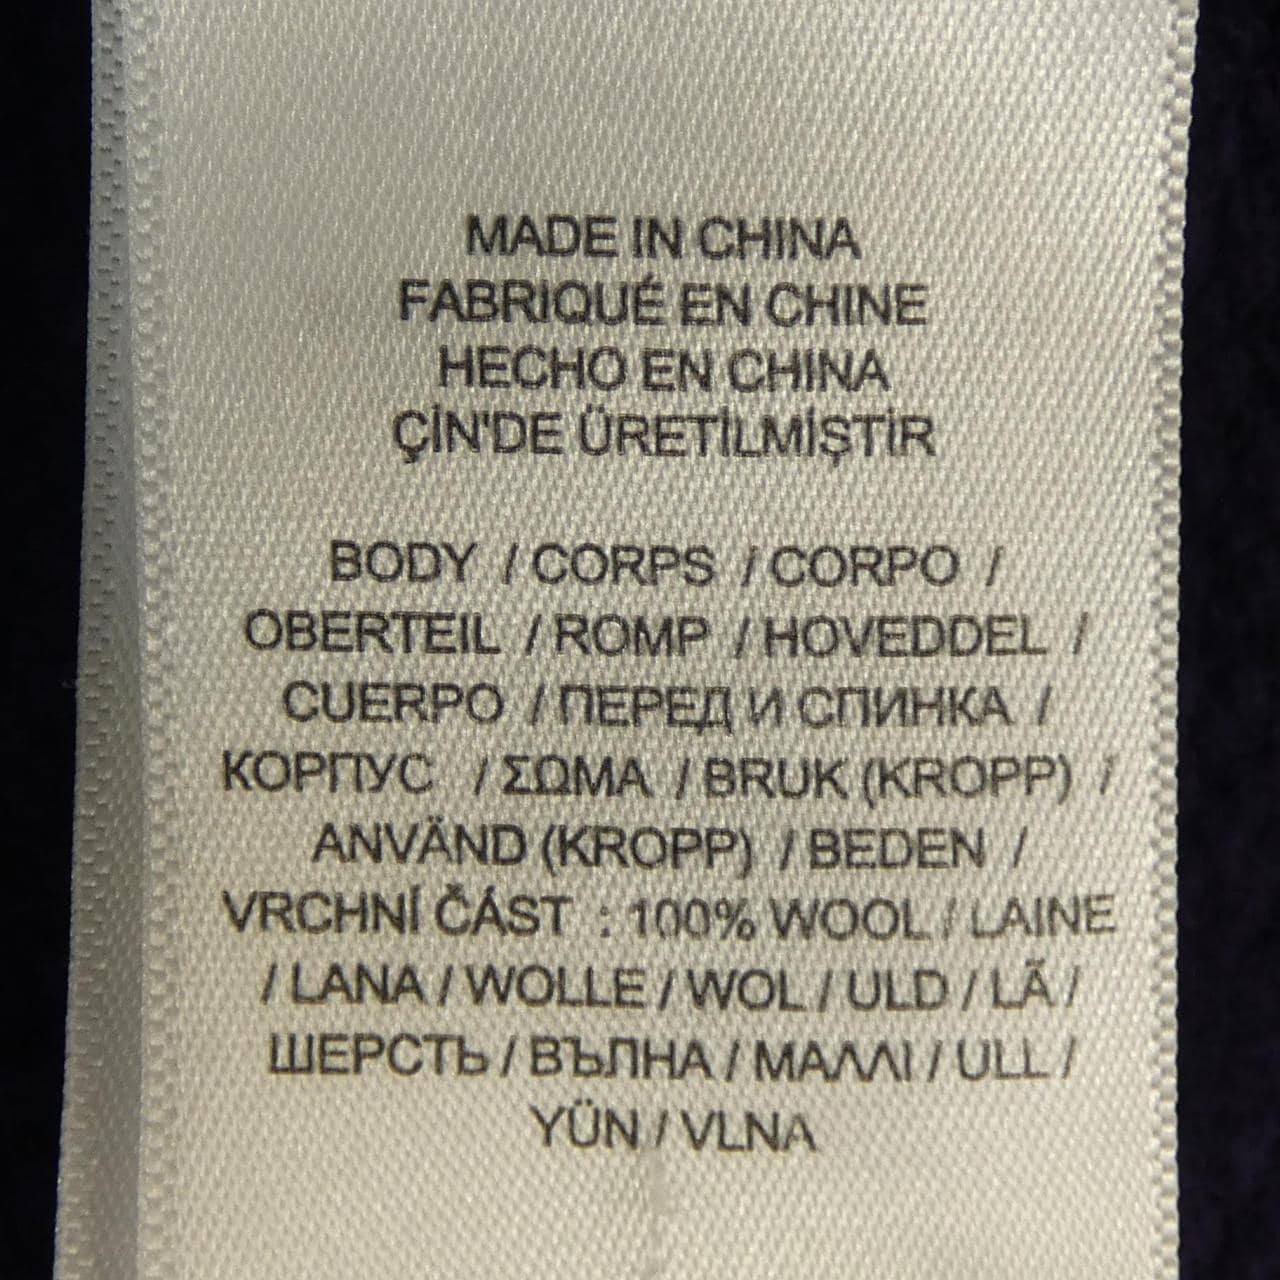 MADE IN CHINA
FABRIQUÉ EN CHINE
HECHO EN CHINA
ÇİN'DE ÜRETİLMİŞTİR
BODY / CORPS / CORPO /
OBERTEIL / ROMP / HOVEDDEL /
CUERPO / ПЕРЕД И СПИНКА /
КОРПУС / ΣΩΜΑ / BRUK (KROPP) /
ANVÄND (KROPP) / BEDEN /
VRCHNÍ ČÁST : 100% WOOL / LAINE
/ LANA / WOLLE / WOL / ULD / LÃ /
ШЕРСТЬ / ВЪЛНА / ΜΑΛΛΙ / ULL /
YÜN / VLNA